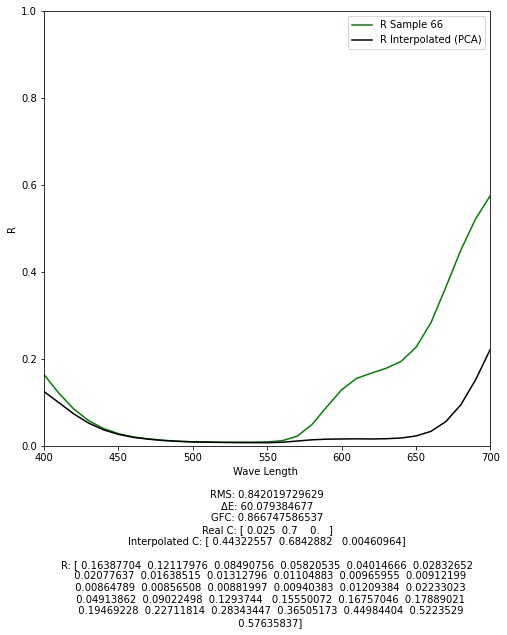 1.0
0.8
0.6
0.4
0.2
0.0
R
R Sample 66
R Interpolated (PCA)
400 450 500 550 600 650 700
Wave Length
RMS: 0.842019729629
ΔE: 60.079384677
GFC: 0.866747586537
Real C: [ 0.025 0.7 0. ]
Interpolated C: [ 0.44322557 0.6842882 0.00460964]
R: [ 0.16387704 0.12117976 0.08490756 0.05820535 0.04014666 0.02832652
0.02077637 0.01638515 0.01312796 0.01104883 0.00965955 0.00912199
0.00864789 0.00856508 0.00881997 0.00940383 0.01209384 0.02233023
0.04913862 0.09022498 0.1293744 0.15550072 0.16757046 0.17889021
0.19469228 0.22711814 0.28343447 0.36505173 0.44984404 0.5223529
0.57635837]